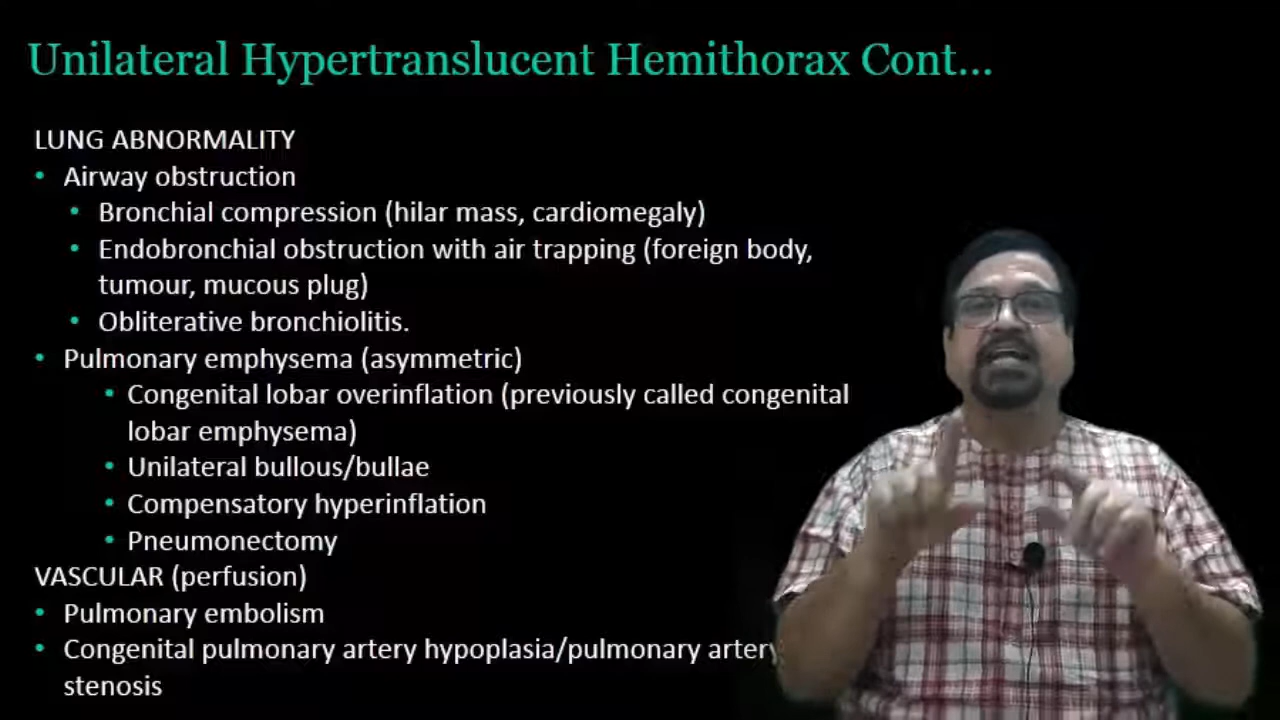 Unilateral Hypertranslucent Hemithorax Cont...
LUNG ABNORMALITY
• Airway obstruction
• Bronchial compression (hilar mass, cardiomegaly)
• Endobronchial obstruction with air trapping (foreign body,
tumour, mucous plug)
• Obliterative bronchiolitis.
• Pulmonary emphysema (asymmetric)
• Congenital lobar overinflation (previously called congenital
lobar emphysema)
• Unilateral bullous/bullae
• Compensatory hyperinflation
• Pneumonectomy
VASCULAR (perfusion)
• Pulmonary embolism
• Congenital pulmonary artery hypoplasia/pulmonary artery
stenosis